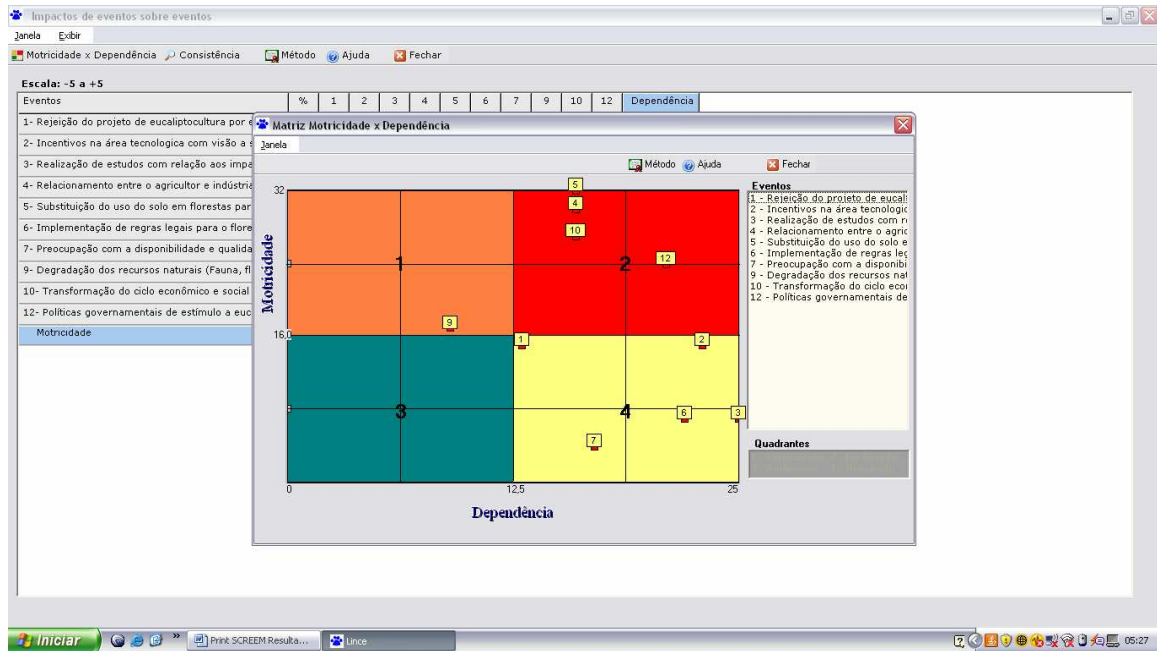 Impactos de eventos sobre eventos
Janela Exibir
Motricidade x Dependência Consistência Método Ajuda Fechar
Escala: -5 a +5
Eventos % 1 2 3 4 5 6 7 9 10 12 Dependência
1- Rejeição do projeto de eucaliptocultura por
2- Incentivos na área tecnologica com visão a
3- Realização de estudos com relação aos impa
4- Relacionamento entre o agricultor e indústri
5- Substituição do uso do solo em florestas par
6- Implementação de regras legais para o flore
7- Preocupação com a disponibilidade e qualida
9- Degradação dos recursos naturais (Fauna, fl
10- Transformação do ciclo econômico e social
12- Políticas governamentais de estímulo a euc
Motricidade
Matriz Motricidade x Dependência
Janela
Método Ajuda Fechar
32
Motricidade
16,0
1
2
3
4
5
4
10
12
9
1
2
6
3
7
0
12,5
25
Dependência
Eventos
1 - Rejeição do projeto de eucal
2 - Incentivos na área tecnologic
3 - Realização de estudos com r
4 - Relacionamento entre o agric
5 - Substituição do uso do solo e
6 - Implementação de regras leg
7 - Preocupação com a disponibi
9 - Degradação dos recursos nat
10 - Transformação do ciclo eco
12 - Políticas governamentais de
Quadrantes
Iniciar
Print SCREEM Resulta...
Lince
05:27